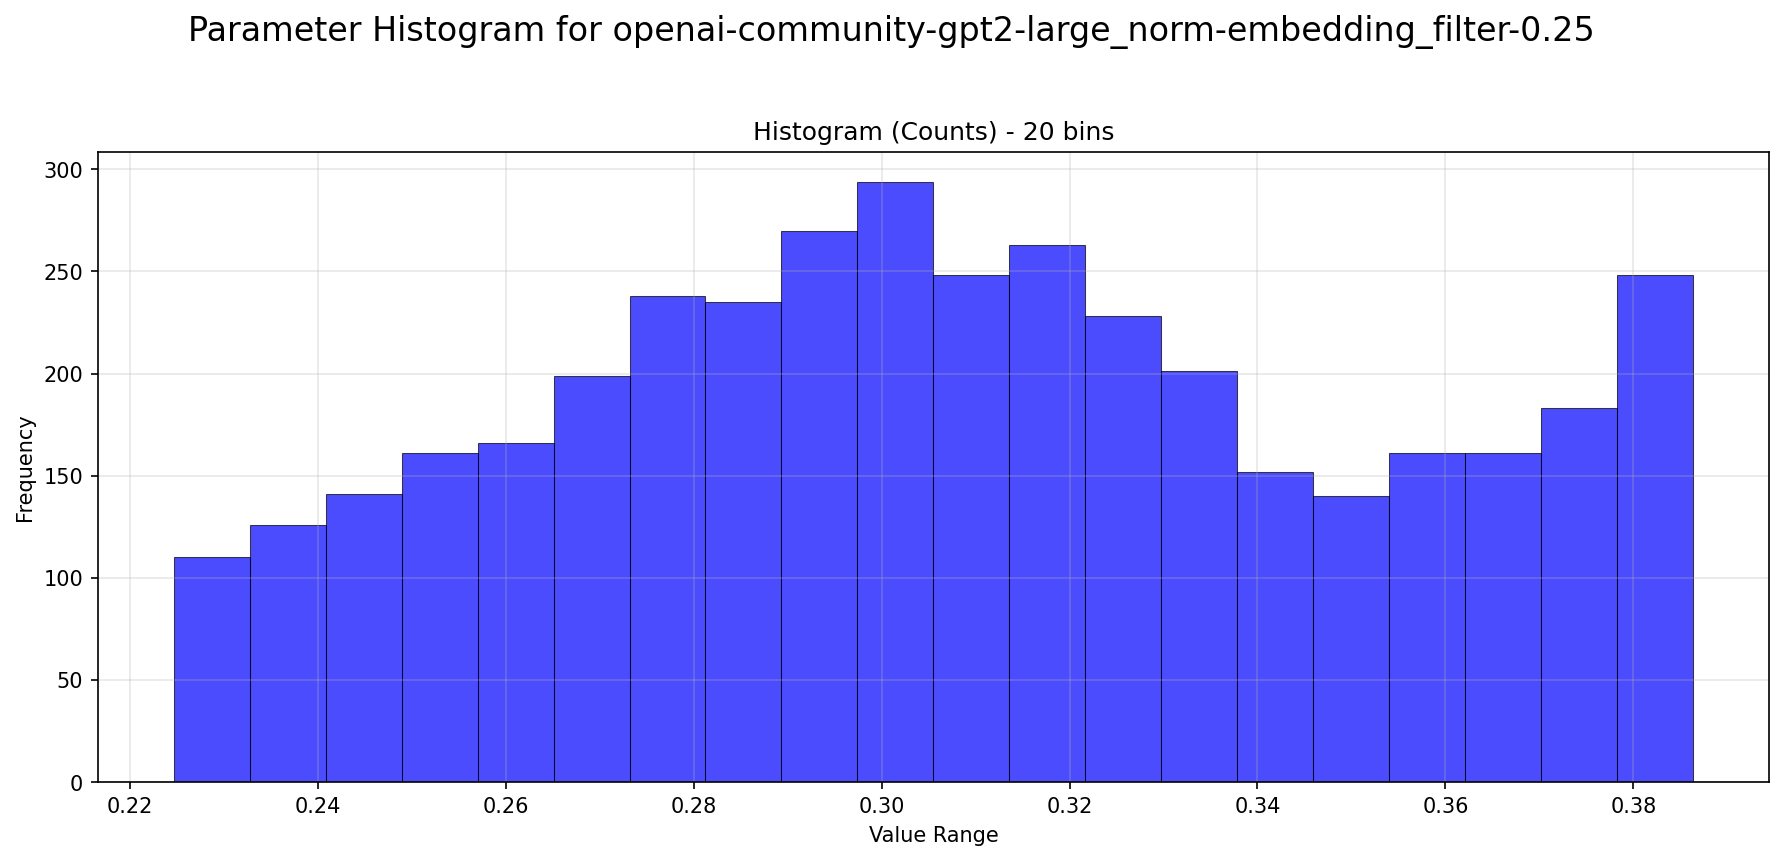 Parameter Histogram for openai-community-gpt2-large_norm-embedding_filter-0.25
Histogram (Counts) - 20 bins
300
250
200
150
100
50
0
Frequency
0.22 0.24 0.26 0.28 0.30 0.32 0.34 0.36 0.38
Value Range